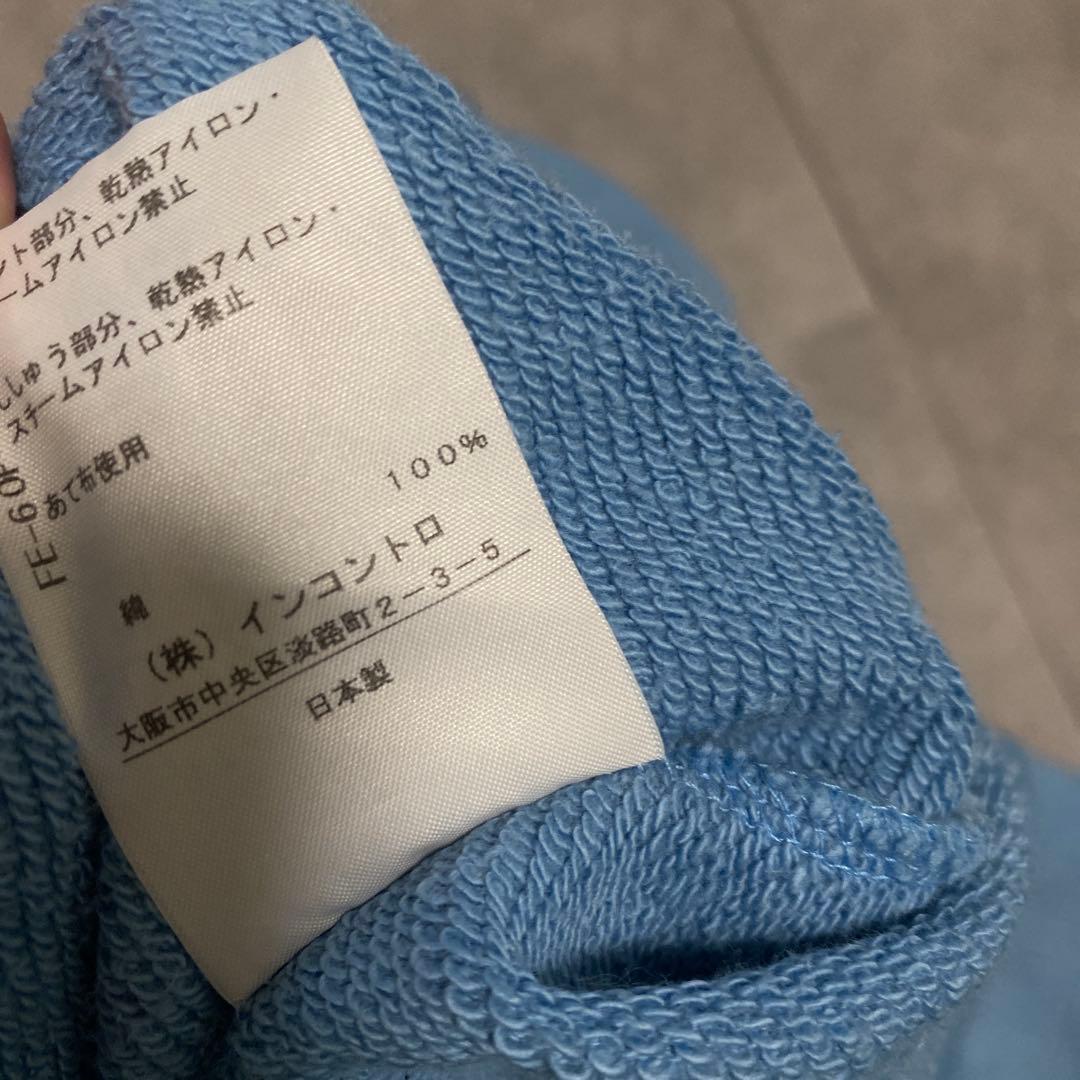 ント部分、乾熱アイロン・
ームアイロン禁止
ししゅう部分、乾熱アイロン・
スチームアイロン禁止
あて布使用
FE-60P
綿 100%
(株) インコントロ
大阪市中央区淡路町2-3-5
日本製